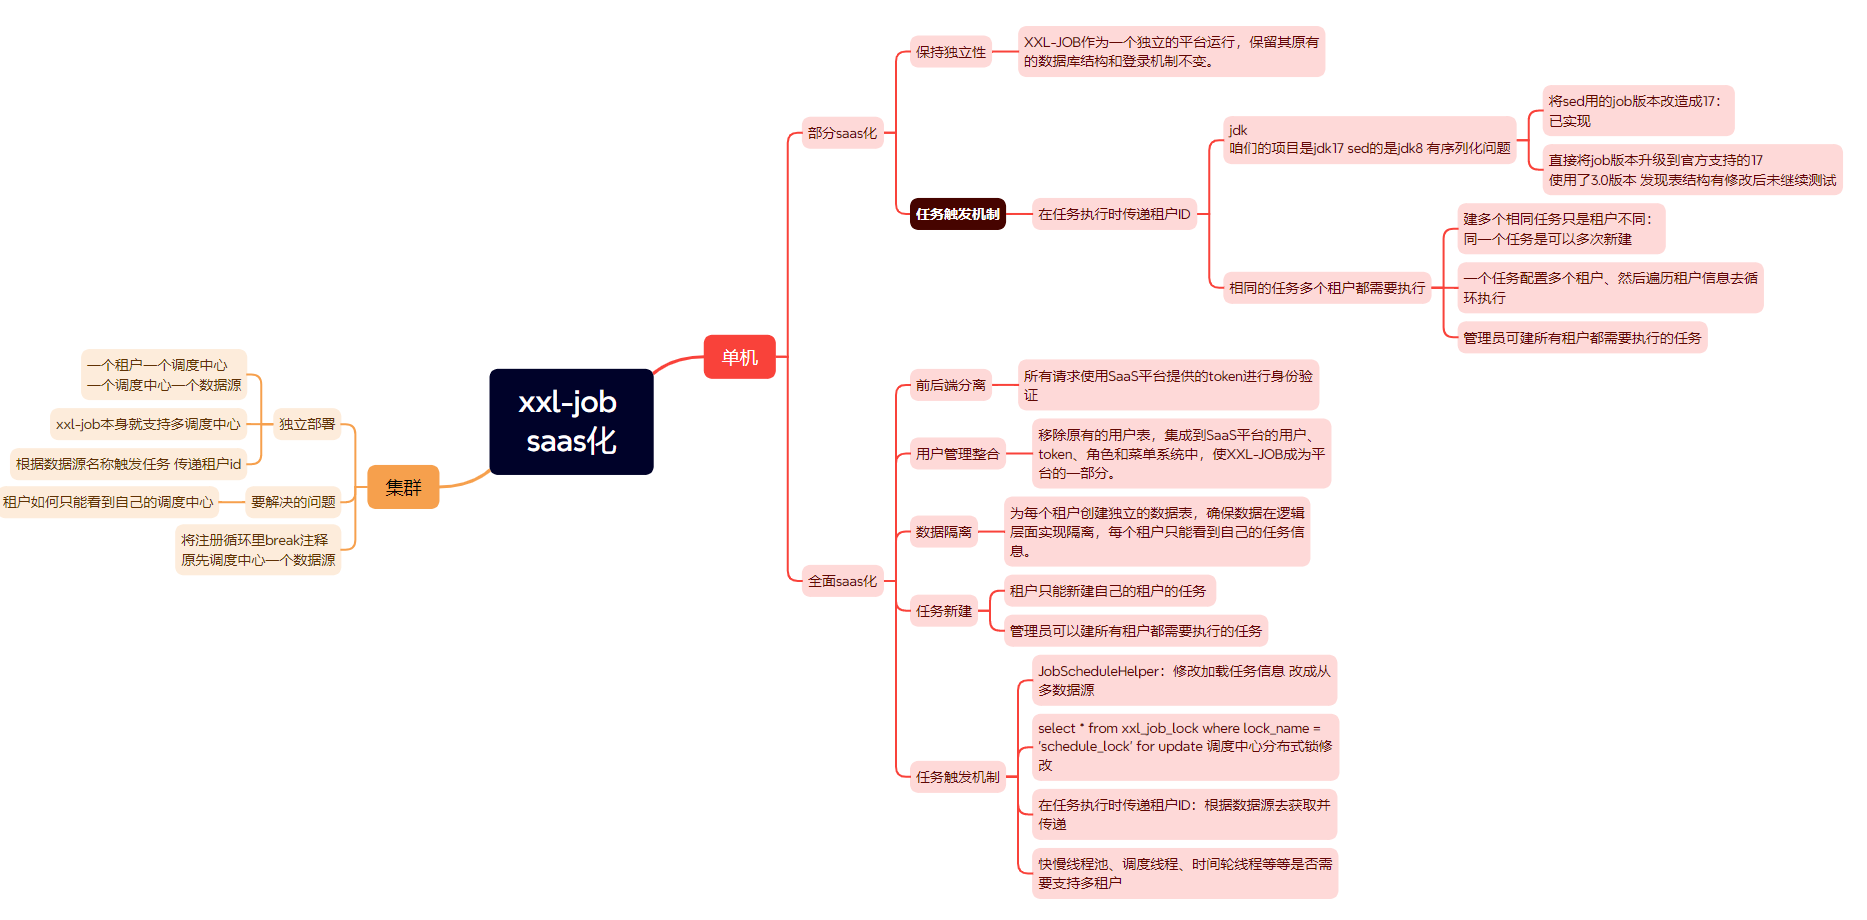 xxl-job
saas化
单机
部分saas化
保持独立性
XXL-JOB作为一个独立的平台运行，保留其原有
的数据库结构和登录机制不变。
任务触发机制
在任务执行时传递租户ID
jdk
咱们的项目是jdk17 sed的是jdk8 有序列化问题
将sed用的job版本改造成17：
已实现
直接将job版本升级到官方支持的17
使用了3.0版本 发现表结构有修改后未继续测试
相同的任务多个租户都需要执行
建多个相同任务只是租户不同：
同一个任务是可以多次新建
一个任务配置多个租户、然后遍历租户信息去循
环执行
管理员可建所有租户都需要执行的任务
全面saas化
前后端分离
所有请求使用SaaS平台提供的token进行身份验
证
用户管理整合
移除原有的用户表，集成到SaaS平台的用户、
token、角色和菜单系统中，使XXL-JOB成为平
台的一部分。
数据隔离
为每个租户创建独立的数据表，确保数据在逻辑
层面实现隔离，每个租户只能看到自己的任务信
息。
任务新建
租户只能新建自己的租户的任务
管理员可以建所有租户都需要执行的任务
任务触发机制
JobScheduleHelper：修改加载任务信息 改成从
多数据源
select * from xxl_job_lock where lock_name =
'schedule_lock' for update 调度中心分布式锁修
改
在任务执行时传递租户ID：根据数据源去获取并
传递
快慢线程池、调度线程、时间轮线程等等是否需
要支持多租户
集群
独立部署
一个租户一个调度中心
一个调度中心一个数据源
xxl-job本身就支持多调度中心
根据数据源名称触发任务 传递租户id
要解决的问题
租户如何只能看到自己的调度中心
将注册循环里break注释
原先调度中心一个数据源